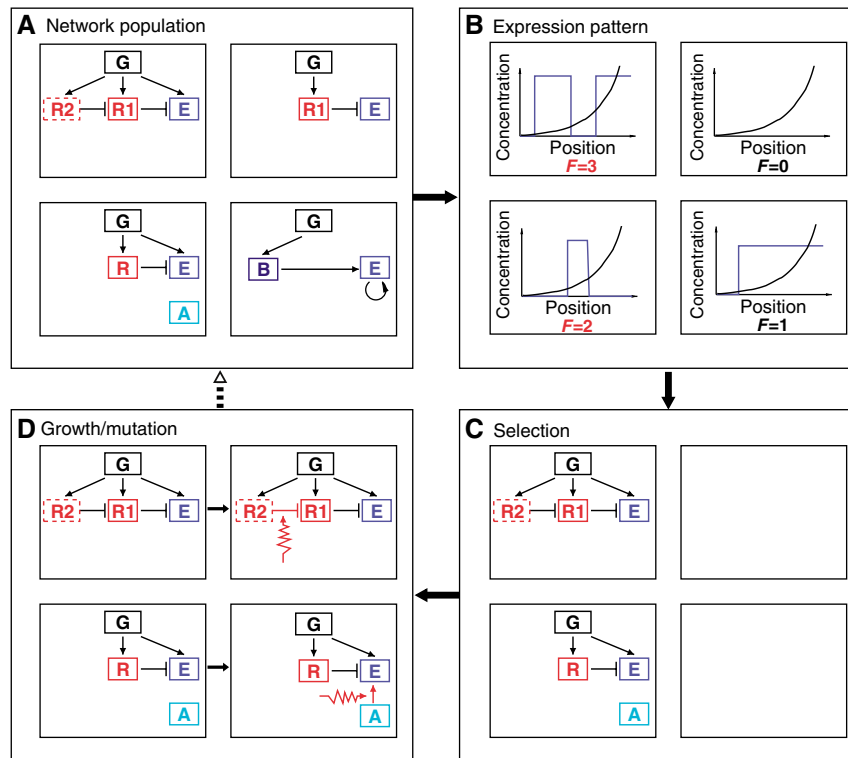 A Network population
G
R2 R1 E
G
R1 E
G
R E
A
G
B E
B Expression pattern
Concentration
Position
F=3
Concentration
Position
F=0
Concentration
Position
F=2
Concentration
Position
F=1
D Growth/mutation
G
R2 R1 E
G
R2 R1 E
G
R E
A
G
R E
A
C Selection
G
R2 R1 E
G
R E
A